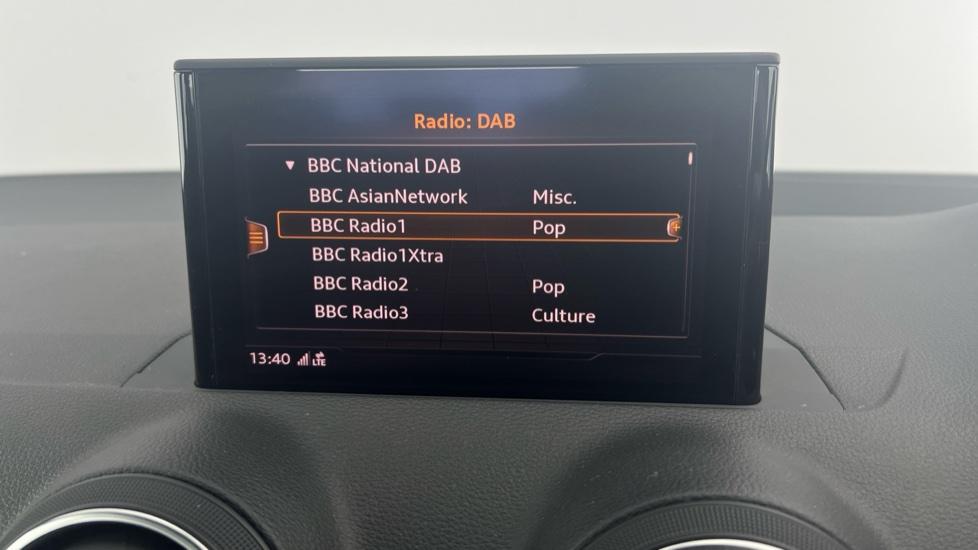 Radio: DAB
BBC National DAB
BBC AsianNetwork Misc.
BBC Radio1 Pop
BBC Radio1Xtra
BBC Radio2 Pop
BBC Radio3 Culture
13:40 LTE